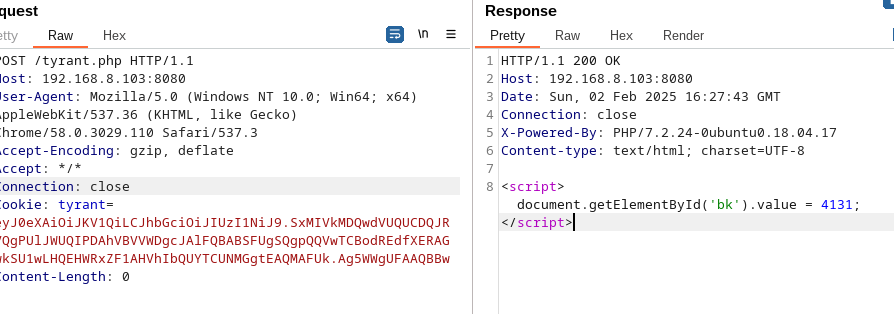 quest
etty Raw Hex \n ≡
POST /tyrant.php HTTP/1.1
Host: 192.168.8.103:8080
User-Agent: Mozilla/5.0 (Windows NT 10.0; Win64; x64)
AppleWebKit/537.36 (KHTML, like Gecko)
Chrome/58.0.3029.110 Safari/537.3
Accept-Encoding: gzip, deflate
Accept: */*
Connection: close
Cookie: tyrant=
eyJ0eXAiOiJKV1QiLCJhbGciOiJIUzI1NiJ9.SxMIVkMDQwdVUQUCDQJR
VQgPUlJWUQIPDAhVBVVWDgcJAlFQBABSFUgSQgpQQVwTCBodREdfXERAG
wkSU1wLHQEHWRxZF1AHVhIbQUYTCUNMGgtEAQMAFUk.Ag5WWgUFAAQBBw
Content-Length: 0
Response
Pretty Raw Hex Render
1 HTTP/1.1 200 OK
2 Host: 192.168.8.103:8080
3 Date: Sun, 02 Feb 2025 16:27:43 GMT
4 Connection: close
5 X-Powered-By: PHP/7.2.24-0ubuntu0.18.04.17
6 Content-type: text/html; charset=UTF-8
7
8 <script>
document.getElementById('bk').value = 4131;
</script>